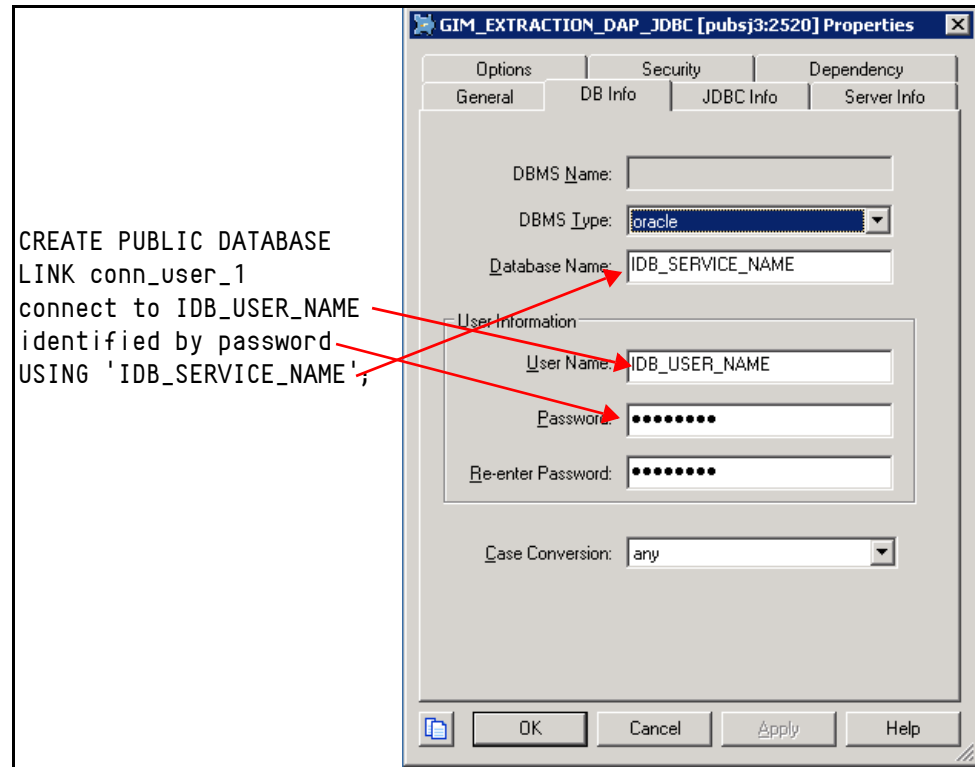 GIM_EXTRACTION_DAP_JDBC [pubsj3:2520] Properties
Options Security Dependency
General DB Info JDBC Info Server Info
DBMS Name:
DBMS Type: oracle
CREATE PUBLIC DATABASE
LINK conn_user_1
connect to IDB_USER_NAME
identified by password
USING 'IDB_SERVICE_NAME';
Database Name: IDB_SERVICE_NAME
User Information
User Name: IDB_USER_NAME
Password: ●●●●●●●●
Re-enter Password: ●●●●●●●●
Case Conversion: any
OK Cancel Apply Help